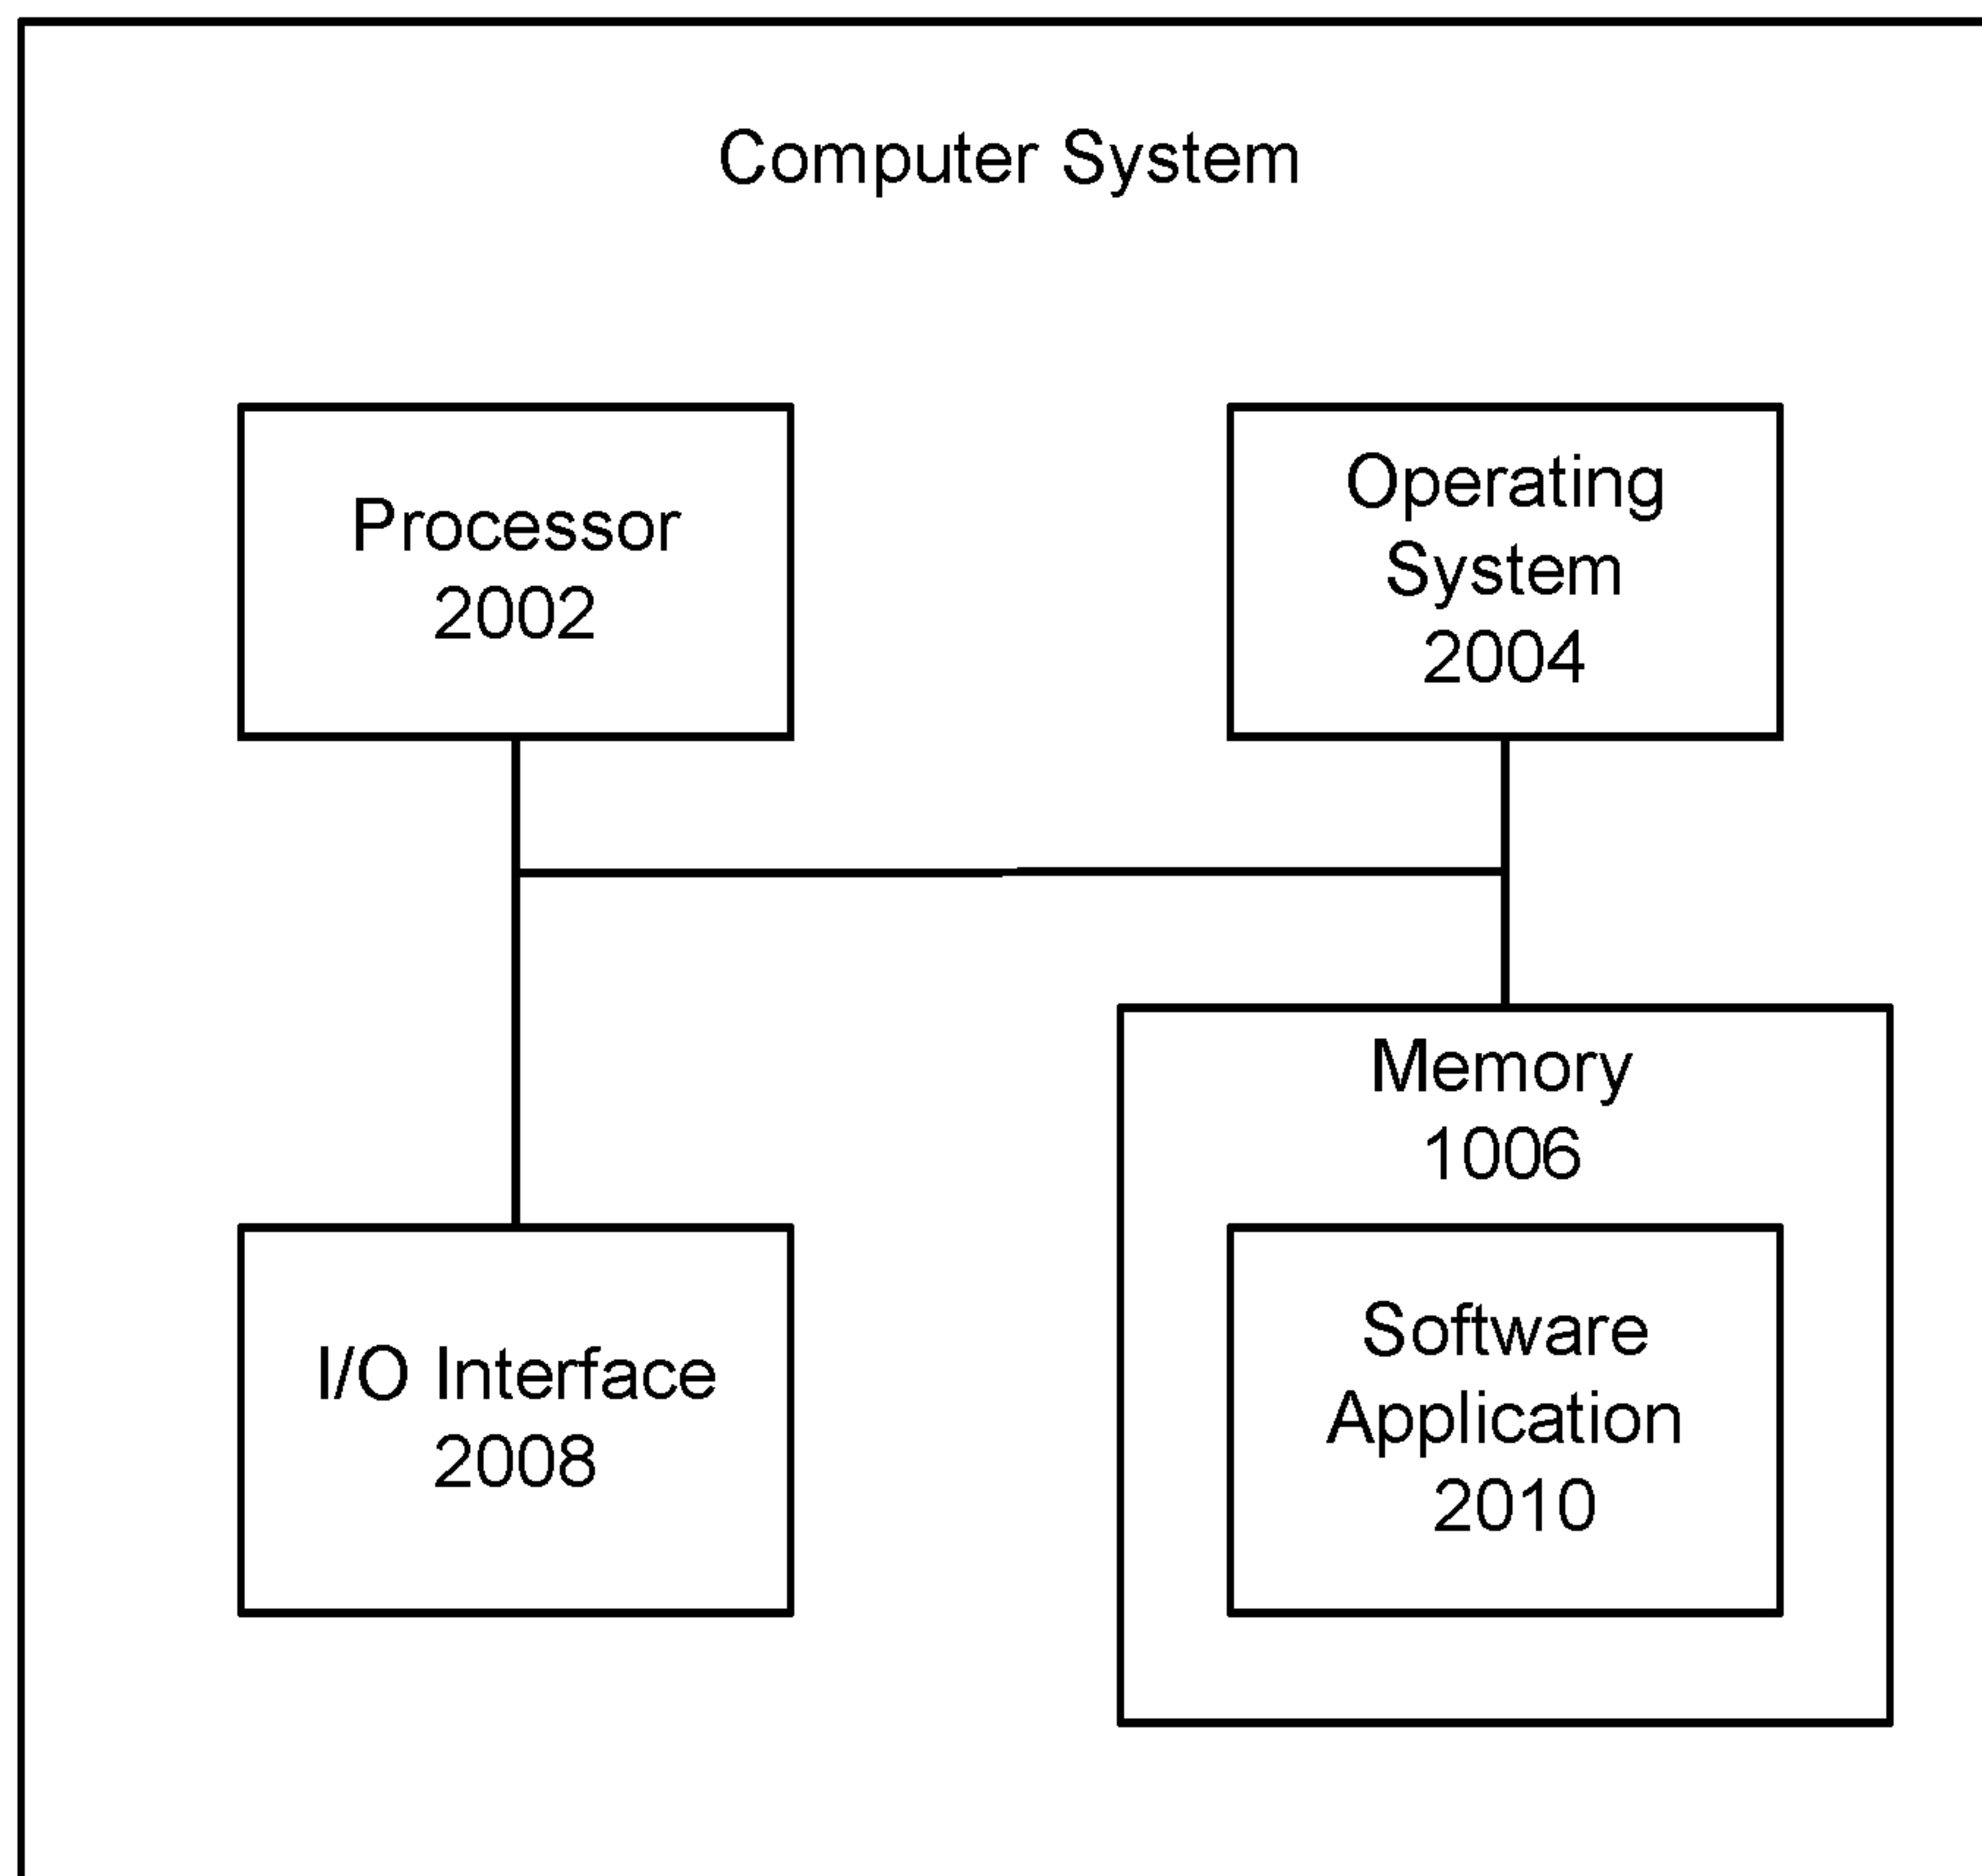 Computer System
Processor
2002
Operating
System
2004
Memory
1006
I/O Interface
2008
Software
Application
2010